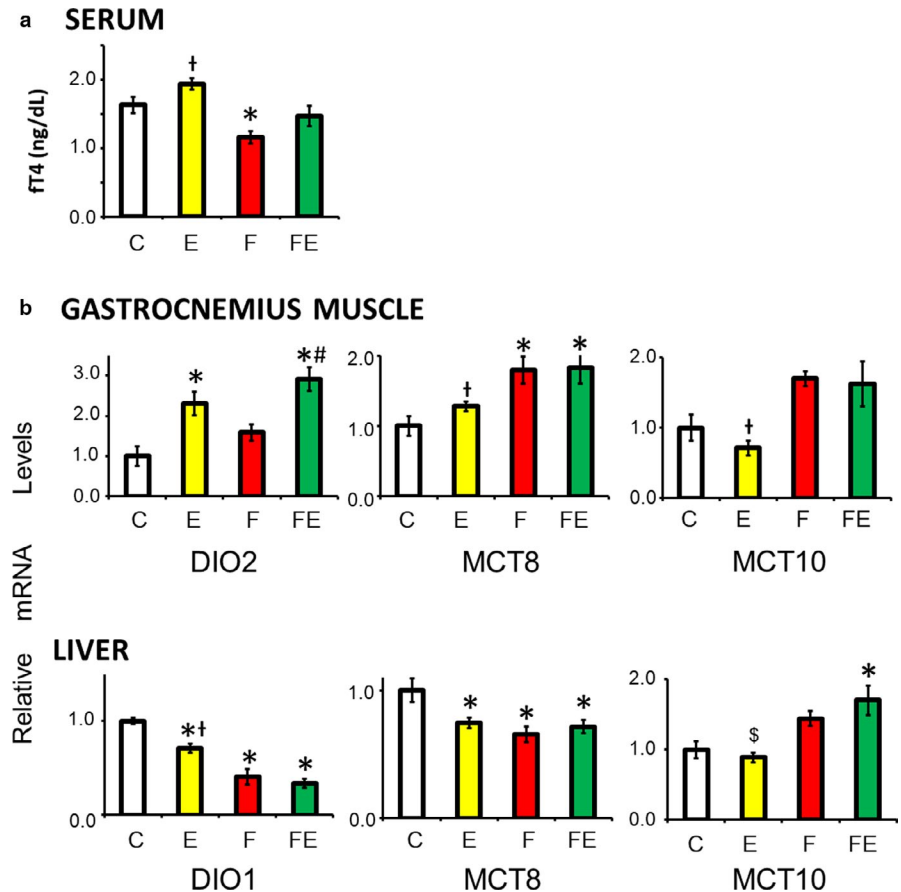 a SERUM
fT4 (ng/dL)
2.0
1.0
0.0
ƚ
*
C E F FE
b GASTROCNEMIUS MUSCLE
Relative mRNA Levels
3.0
2.0
1.0
0.0
*
*#
C E F FE
DIO2
2.0
1.0
0.0
ƚ
*
*
C E F FE
MCT8
2.0
1.0
0.0
ƚ
C E F FE
MCT10
LIVER
1.0
0.0
*ƚ
*
*
C E F FE
DIO1
1.0
0.0
*
*
*
C E F FE
MCT8
2.0
1.0
0.0
$
*
C E F FE
MCT10